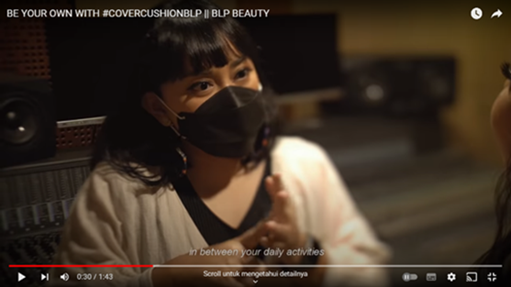 BE YOUR OWN WITH #COVERCUSHIONBLP || BLP BEAUTY
in between your daily activities
0:30 / 1:43
Scroll untuk mengetahui detailnya